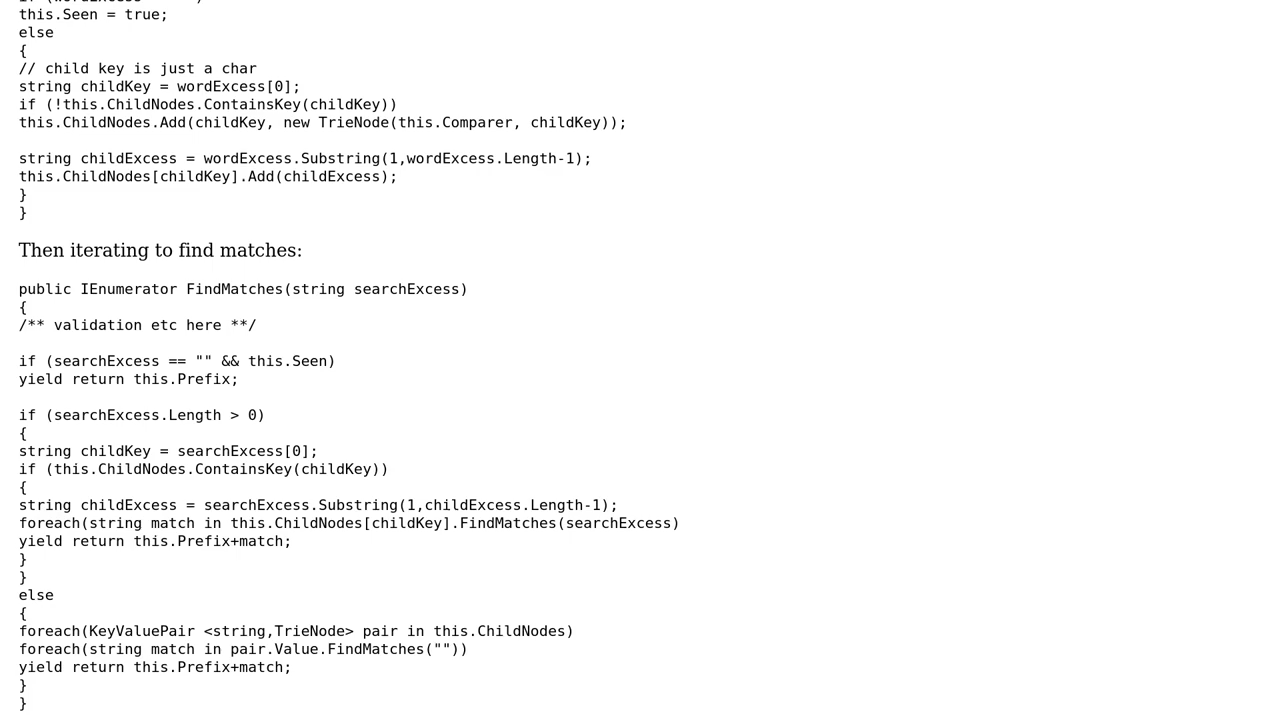 this.Seen = true;
else
{
// child key is just a char
string childKey = wordExcess[0];
if (!this.ChildNodes.ContainsKey(childKey))
this.ChildNodes.Add(childKey, new TrieNode(this.Comparer, childKey));
string childExcess = wordExcess.Substring(1,wordExcess.Length-1);
this.ChildNodes[childKey].Add(childExcess);
}
}
Then iterating to find matches:
public IEnumerator FindMatches(string searchExcess)
{
/** validation etc here **/
if (searchExcess == "" && this.Seen)
yield return this.Prefix;
if (searchExcess.Length > 0)
{
string childKey = searchExcess[0];
if (this.ChildNodes.ContainsKey(childKey))
{
string childExcess = searchExcess.Substring(1,childExcess.Length-1);
foreach(string match in this.ChildNodes[childKey].FindMatches(searchExcess)
yield return this.Prefix+match;
}
}
else
{
foreach(KeyValuePair <string,TrieNode> pair in this.ChildNodes)
foreach(string match in pair.Value.FindMatches(""))
yield return this.Prefix+match;
}
}